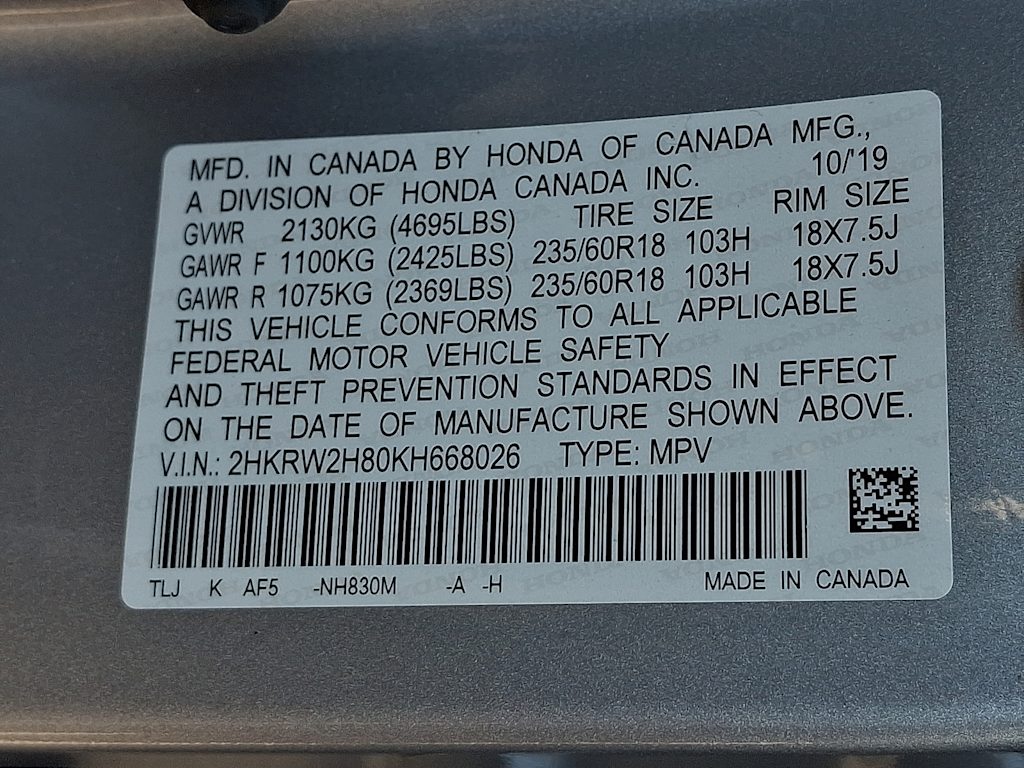 MFD. IN CANADA BY HONDA OF CANADA MFG.,
A DIVISION OF HONDA CANADA INC. 10/'19
GVWR 2130KG (4695LBS) TIRE SIZE RIM SIZE
GAWR F 1100KG (2425LBS) 235/60R18 103H 18X7.5J
GAWR R 1075KG (2369LBS) 235/60R18 103H 18X7.5J
THIS VEHICLE CONFORMS TO ALL APPLICABLE
FEDERAL MOTOR VEHICLE SAFETY
AND THEFT PREVENTION STANDARDS IN EFFECT
ON THE DATE OF MANUFACTURE SHOWN ABOVE.
V.I.N.: 2HKRW2H80KH668026 TYPE: MPV
TLJ K AF5 -NH830M -A -H MADE IN CANADA